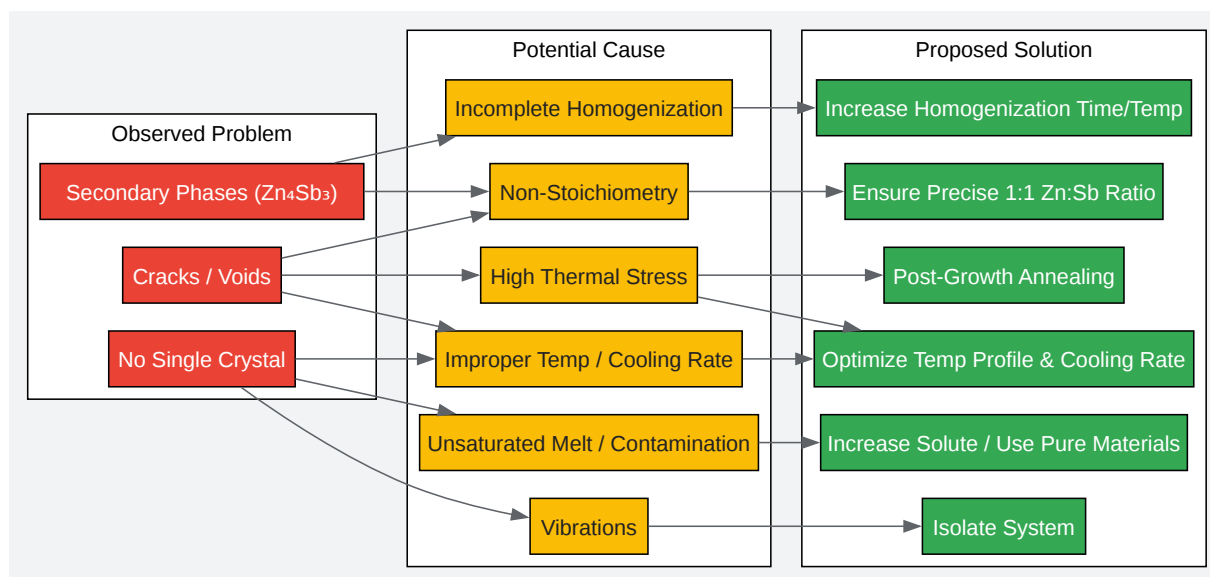 Observed Problem
Secondary Phases (Zn₄Sb₃)
Cracks / Voids
No Single Crystal
Potential Cause
Incomplete Homogenization
Non-Stoichiometry
High Thermal Stress
Improper Temp / Cooling Rate
Unsaturated Melt / Contamination
Vibrations
Proposed Solution
Increase Homogenization Time/Temp
Ensure Precise 1:1 Zn:Sb Ratio
Post-Growth Annealing
Optimize Temp Profile & Cooling Rate
Increase Solute / Use Pure Materials
Isolate System